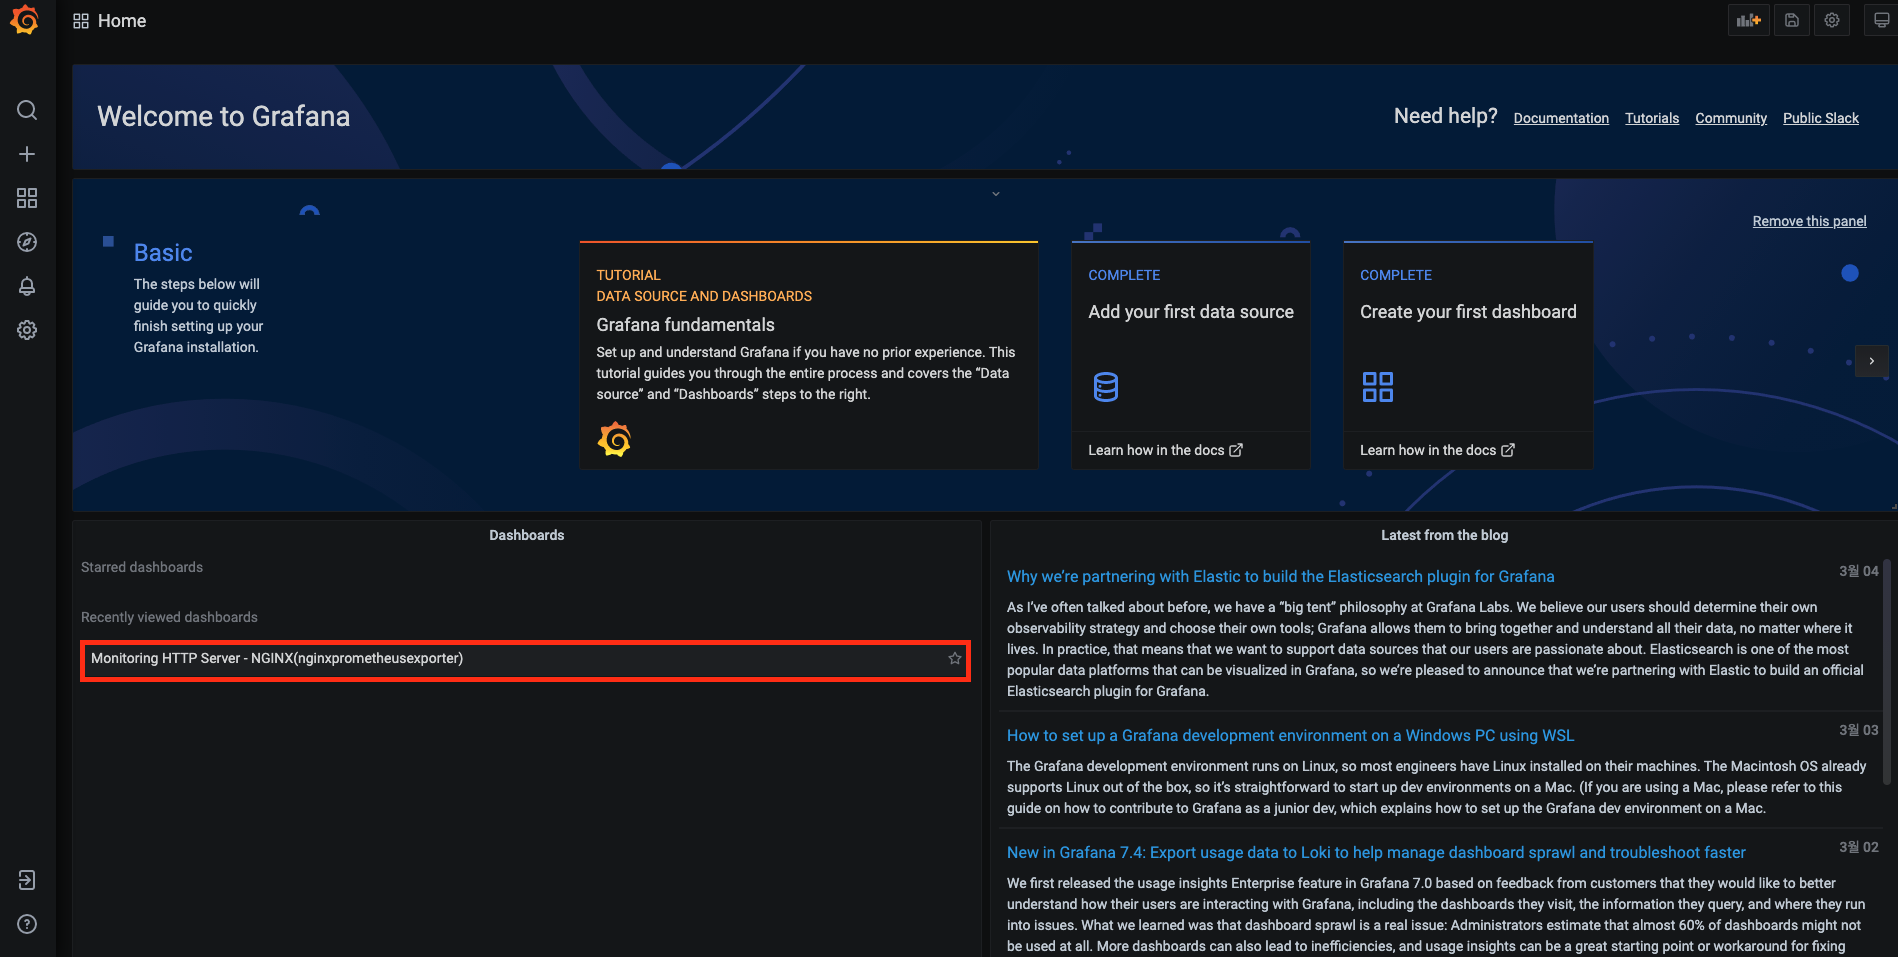 Home
Welcome to Grafana
Need help? Documentation Tutorials Community Public Slack
Remove this panel
Basic
The steps below will
guide you to quickly
finish setting up your
Grafana installation.
TUTORIAL
DATA SOURCE AND DASHBOARDS
Grafana fundamentals
Set up and understand Grafana if you have no prior experience. This
tutorial guides you through the entire process and covers the “Data
source” and “Dashboards” steps to the right.
COMPLETE
Add your first data source
Learn how in the docs
COMPLETE
Create your first dashboard
Learn how in the docs
Dashboards
Starred dashboards
Recently viewed dashboards
Monitoring HTTP Server - NGINX(nginxprometheusexporter)
Latest from the blog
Why we’re partnering with Elastic to build the Elasticsearch plugin for Grafana
3월 04
As I’ve often talked about before, we have a “big tent” philosophy at Grafana Labs. We believe our users should determine their own
observability strategy and choose their own tools; Grafana allows them to bring together and understand all their data, no matter where it
lives. In practice, that means that we want to support data sources that our users are passionate about. Elasticsearch is one of the most
popular data platforms that can be visualized in Grafana, so we’re pleased to announce that we’re partnering with Elastic to build an official
Elasticsearch plugin for Grafana.
How to set up a Grafana development environment on a Windows PC using WSL
3월 03
The Grafana development environment runs on Linux, so most engineers have Linux installed on their machines. The Macintosh OS already
supports Linux out of the box, so it’s straightforward to start up dev environments on a Mac. (If you are using a Mac, please refer to this
guide on how to contribute to Grafana as a junior dev, which explains how to set up the Grafana dev environment on a Mac.
New in Grafana 7.4: Export usage data to Loki to help manage dashboard sprawl and troubleshoot faster
3월 02
We first released the usage insights Enterprise feature in Grafana 7.0 based on feedback from customers that they would like to better
understand how their users are interacting with Grafana, including the dashboards they visit, the information they query, and where they run
into issues. What we learned was that dashboard sprawl is a real issue: Administrators estimate that almost 60% of dashboards might not
be used at all. More dashboards can also lead to inefficiencies, and usage insights can be a great starting point or workaround for fixing